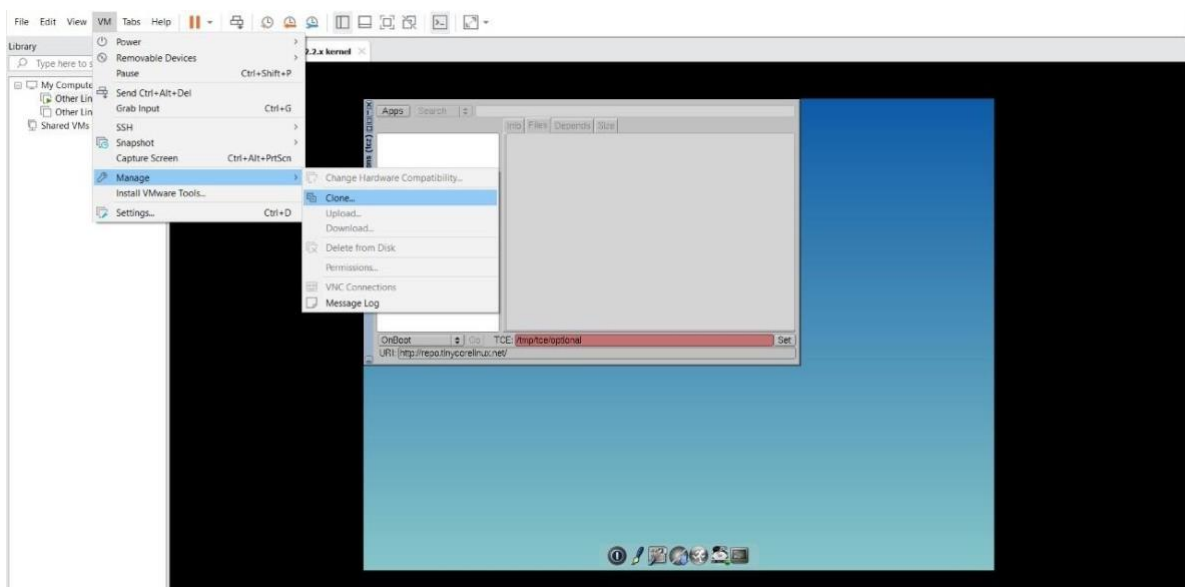 File Edit View VM Tabs Help
Library
Type here to s
My Compute
Other Lin
Other Lin
Shared VMs
2.2.x kernel
Power
Removable Devices
Pause Ctrl+Shift+P
Send Ctrl+Alt+Del
Grab Input Ctrl+G
SSH
Snapshot
Capture Screen Ctrl+Alt+PrtScn
Manage
Install VMware Tools...
Settings... Ctrl+D
Change Hardware Compatibility...
Clone...
Upload...
Download...
Delete from Disk
Permissions...
VNC Connections
Message Log
Apps Search
Info Files Depends Size
ns (tcz)
OnBoot Go TCE: /tmp/tce/optional Set
URI: http://repo.tinycorelinux.net/